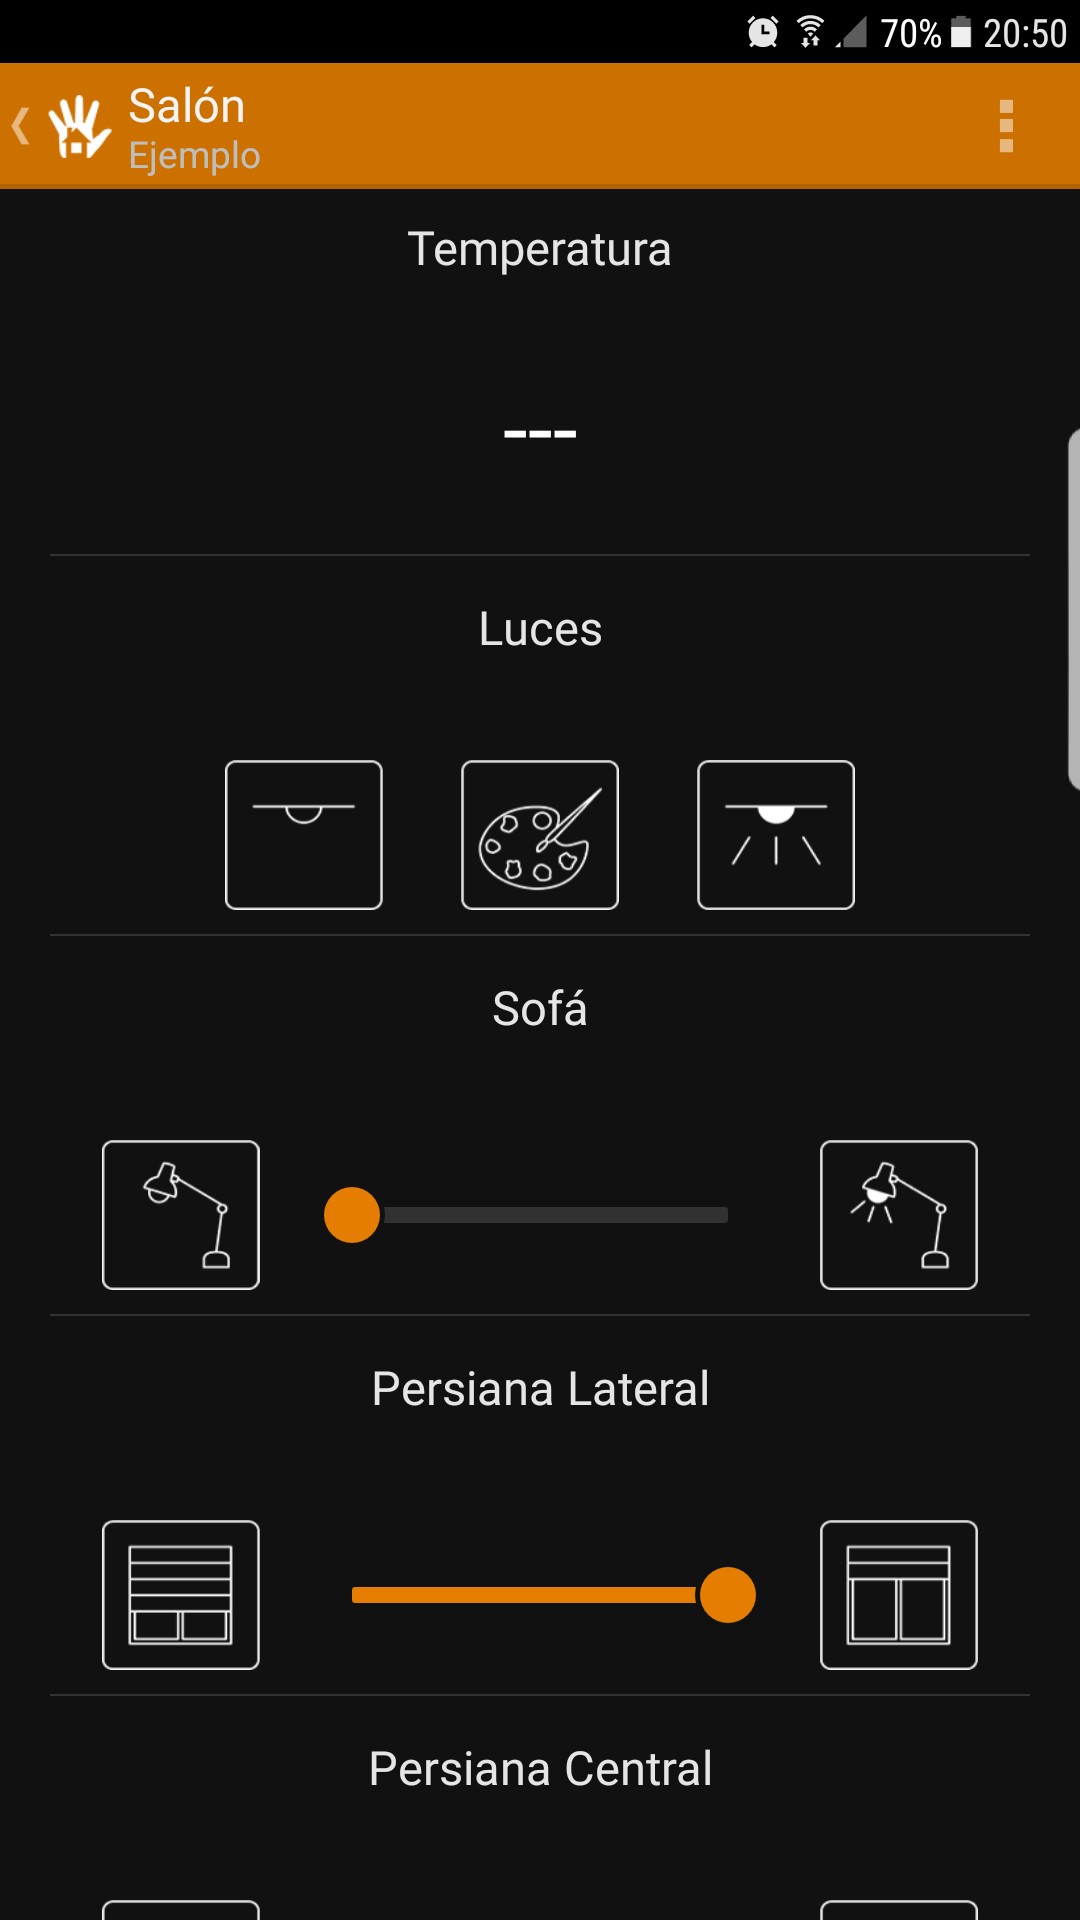 70% 20:50
Salón
Ejemplo
Temperatura
---
Luces
Sofá
Persiana Lateral
Persiana Central